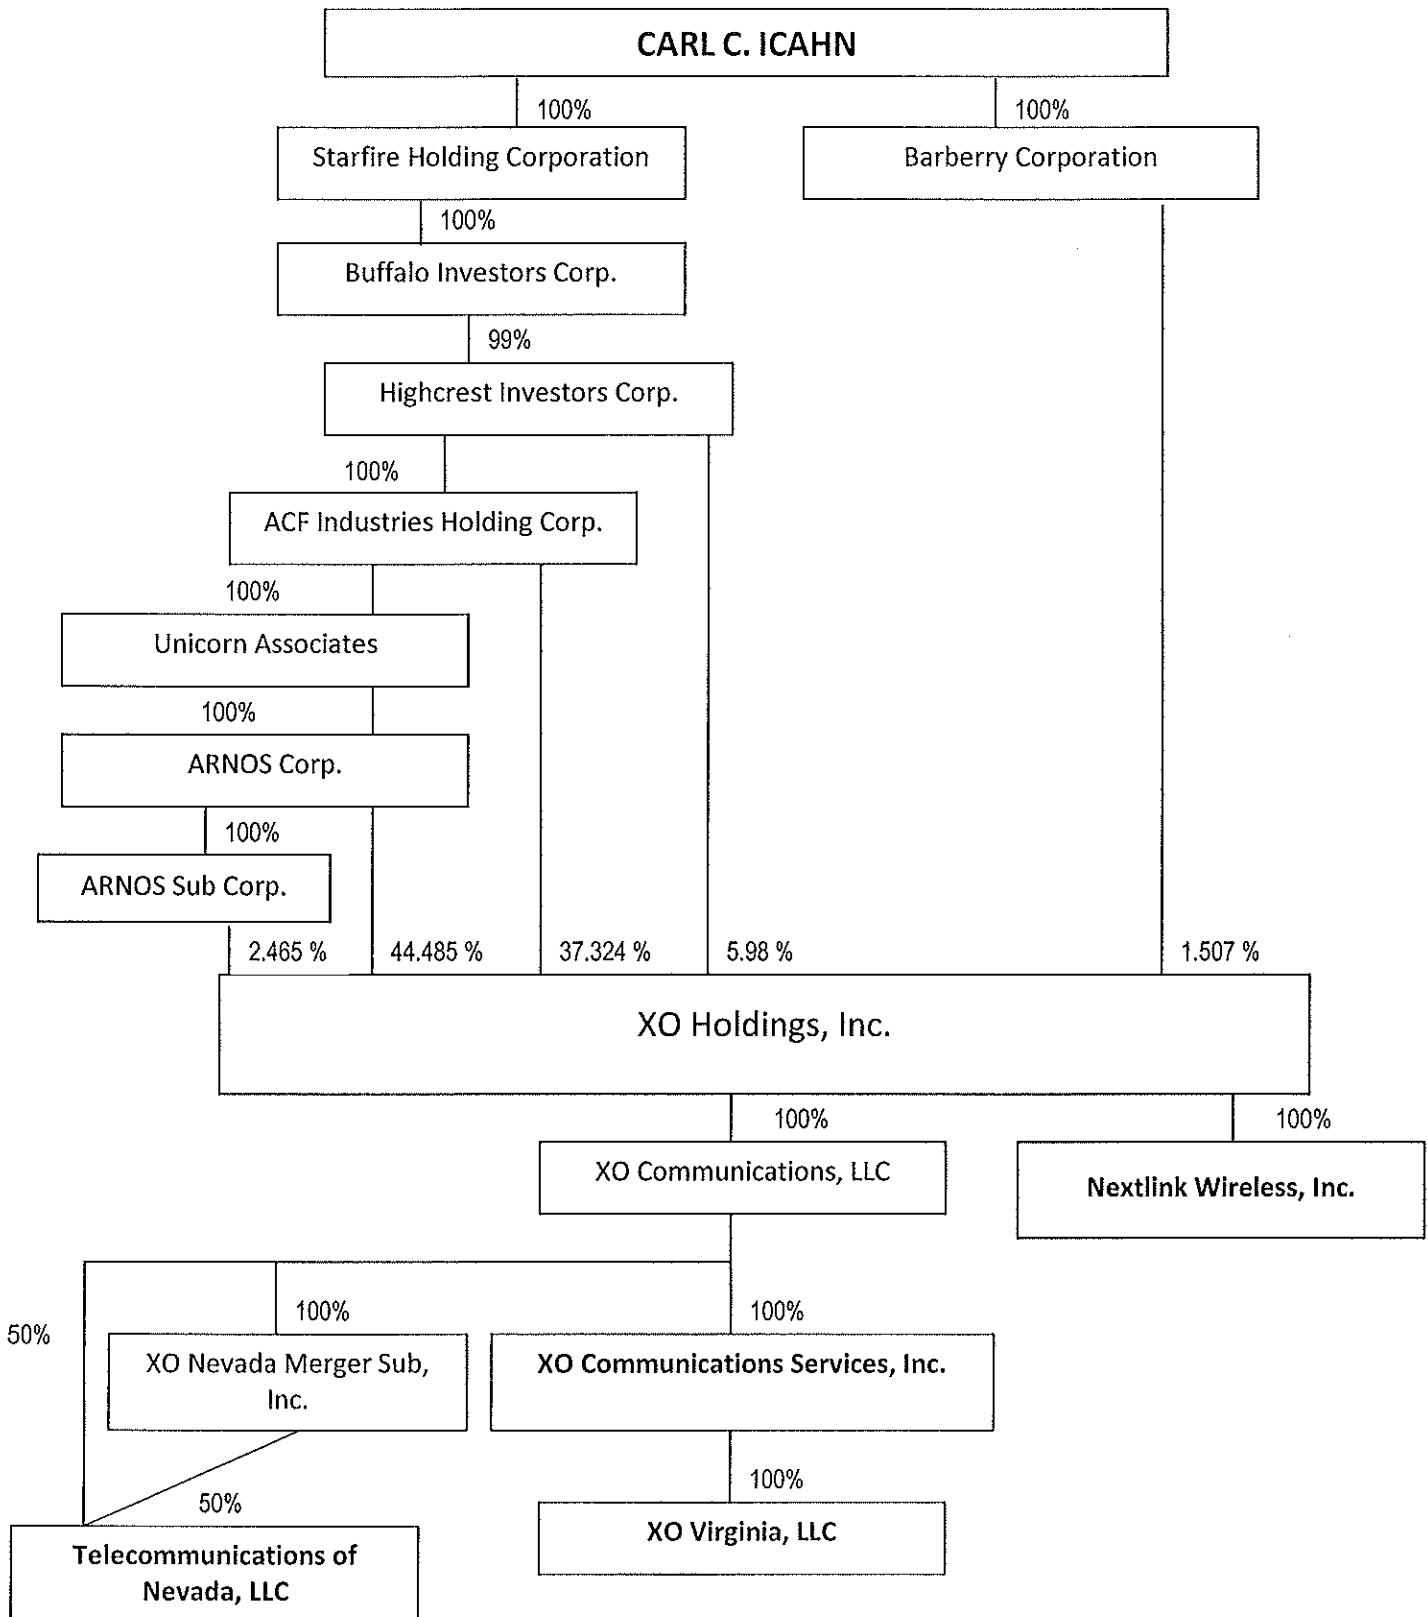 CARL C. ICAHN
100%
100%
Starfire Holding Corporation
Barberry Corporation
100%
Buffalo Investors Corp.
99%
Highcrest Investors Corp.
100%
ACF Industries Holding Corp.
100%
Unicorn Associates
100%
ARNOS Corp.
100%
ARNOS Sub Corp.
2.465 %
44.485 %
37.324 %
5.98 %
1.507 %
XO Holdings, Inc.
100%
100%
XO Communications, LLC
Nextlink Wireless, Inc.
50%
100%
100%
XO Nevada Merger Sub,
Inc.
XO Communications Services, Inc.
100%
50%
XO Virginia, LLC
Telecommunications of
Nevada, LLC